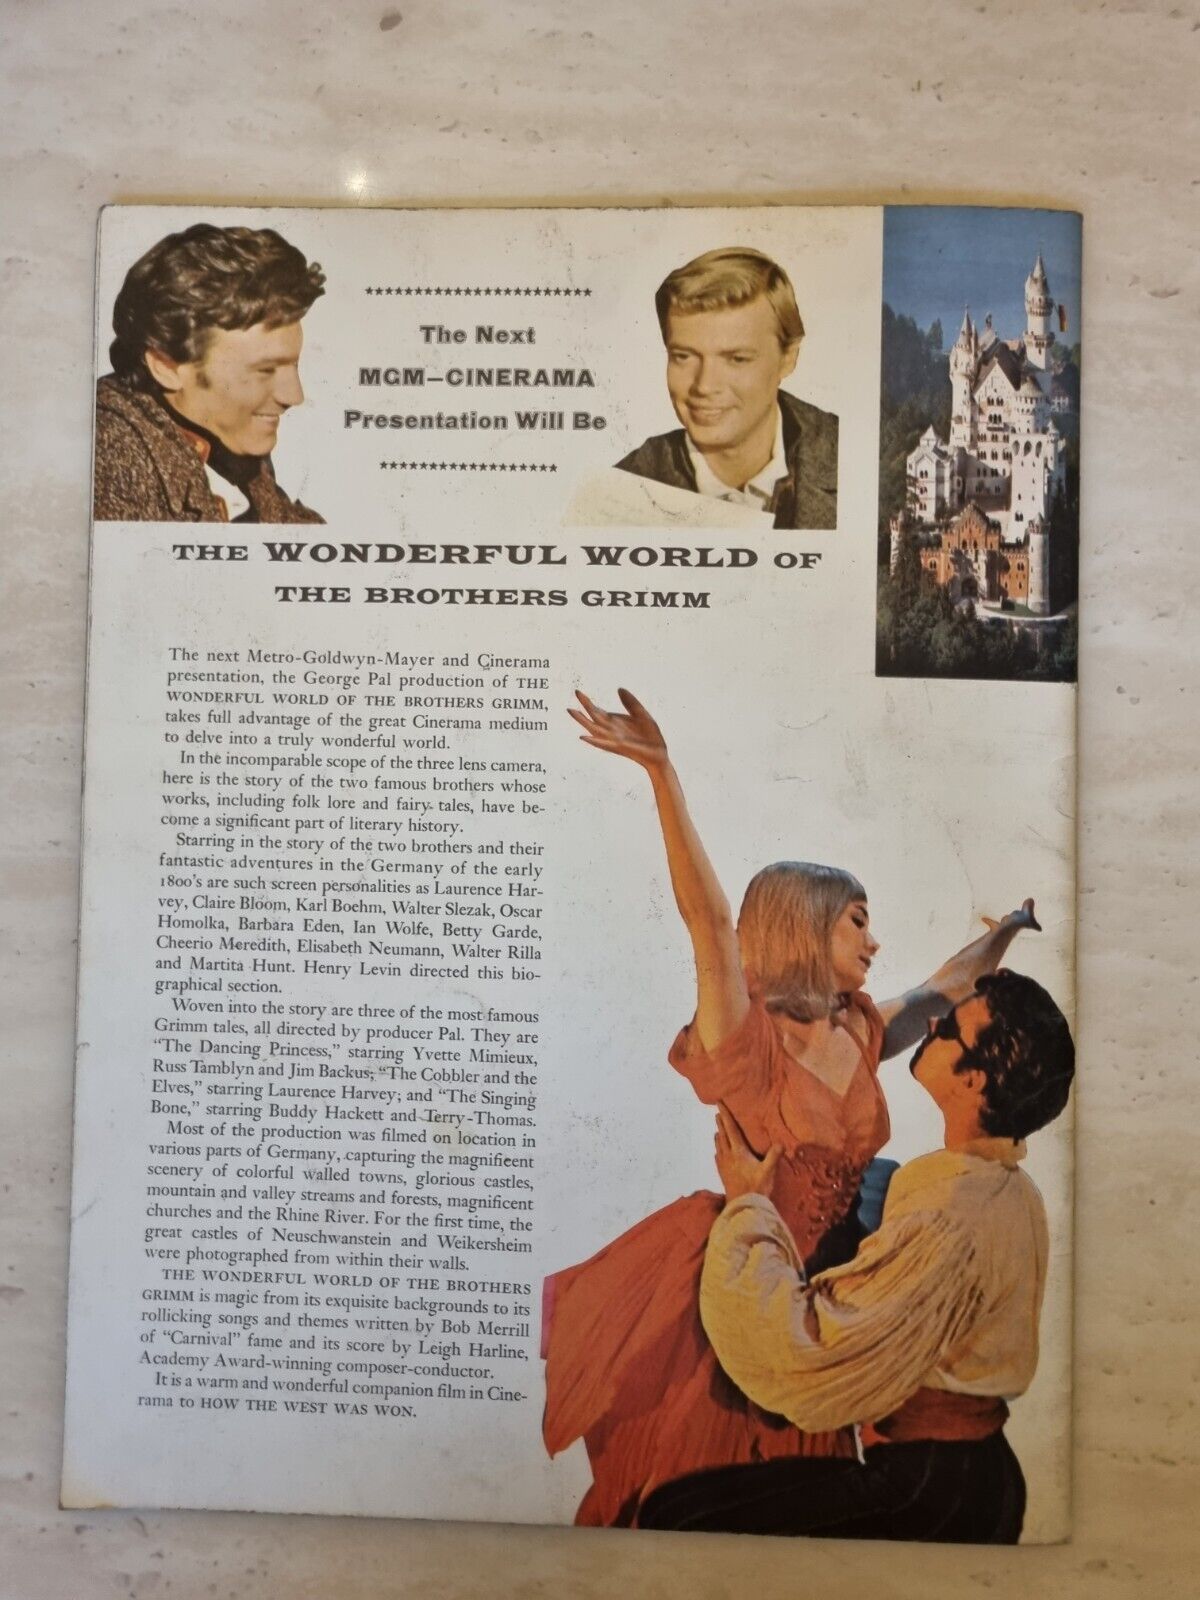 ***********************
The Next
MGM–CINERAMA
Presentation Will Be
******************
THE WONDERFUL WORLD OF
THE BROTHERS GRIMM
The next Metro-Goldwyn-Mayer and Cinerama
presentation, the George Pal production of THE
WONDERFUL WORLD OF THE BROTHERS GRIMM,
takes full advantage of the great Cinerama medium
to delve into a truly wonderful world.
In the incomparable scope of the three lens camera,
here is the story of the two famous brothers whose
works, including folk lore and fairy tales, have be-
come a significant part of literary history.
Starring in the story of the two brothers and their
fantastic adventures in the Germany of the early
1800's are such screen personalities as Laurence Har-
vey, Claire Bloom, Karl Boehm, Walter Slezak, Oscar
Homolka, Barbara Eden, Ian Wolfe, Betty Garde,
Cheerio Meredith, Elisabeth Neumann, Walter Rilla
and Martita Hunt. Henry Levin directed this bio-
graphical section.
Woven into the story are three of the most famous
Grimm tales, all directed by producer Pal. They are
"The Dancing Princess," starring Yvette Mimieux,
Russ Tamblyn and Jim Backus; "The Cobbler and the
Elves," starring Laurence Harvey; and "The Singing
Bone," starring Buddy Hackett and Terry-Thomas.
Most of the production was filmed on location in
various parts of Germany, capturing the magnificent
scenery of colorful walled towns, glorious castles,
mountain and valley streams and forests, magnificent
churches and the Rhine River. For the first time, the
great castles of Neuschwanstein and Weikersheim
were photographed from within their walls.
THE WONDERFUL WORLD OF THE BROTHERS
GRIMM is magic from its exquisite backgrounds to its
rollicking songs and themes written by Bob Merrill
of "Carnival" fame and its score by Leigh Harline,
Academy Award-winning composer-conductor.
It is a warm and wonderful companion film in Cine-
rama to HOW THE WEST WAS WON.